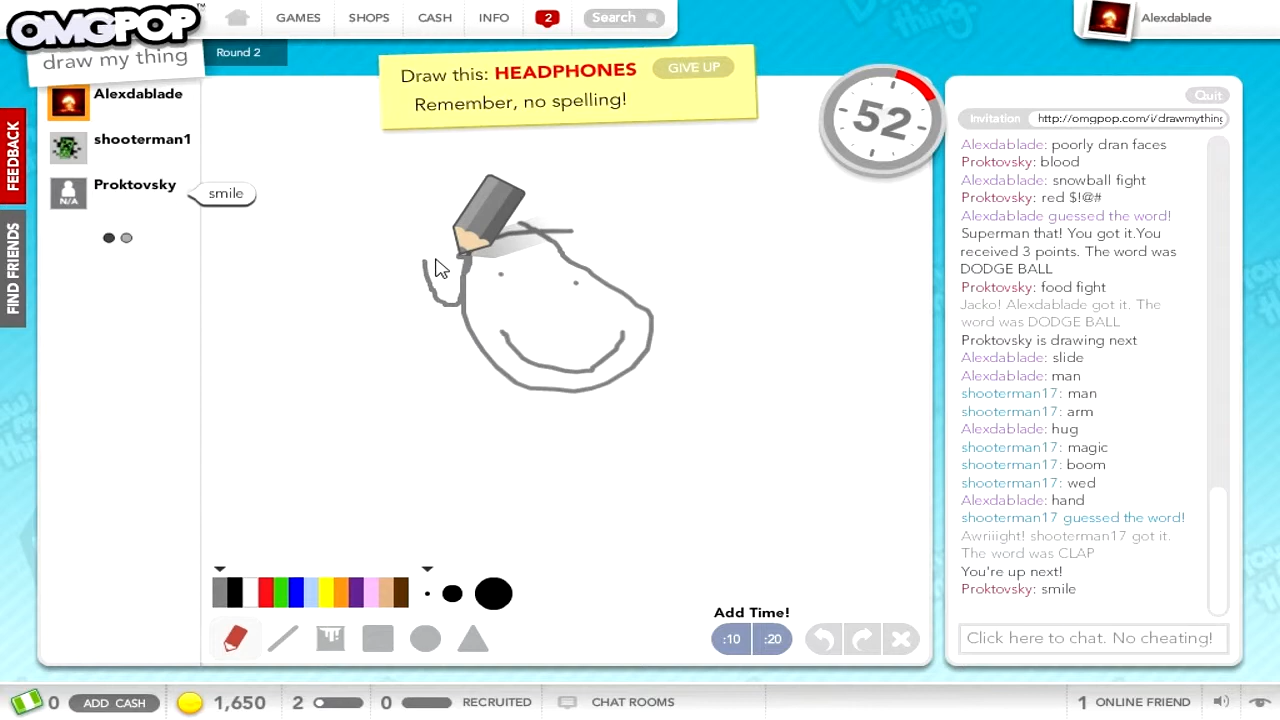 OMGPOP™
draw my thing
GAMES
SHOPS
CASH
INFO
2
Search
Alexdablade
Round 2
Draw this: HEADPHONES
GIVE UP
Remember, no spelling!
52
FEEDBACK
FIND FRIENDS
Alexdablade
shooterman1
Proktovsky
N/A
smile
Quit
Invitation
http://omgpop.com/i/drawmything
Alexdablade: poorly dran faces
Proktovsky: blood
Alexdablade: snowball fight
Proktovsky: red $!@#
Alexdablade guessed the word!
Superman that! You got it.You
received 3 points. The word was
DODGE BALL
Proktovsky: food fight
Jacko! Alexdablade got it. The
word was DODGE BALL
Proktovsky is drawing next
Alexdablade: slide
Alexdablade: man
shooterman17: man
shooterman17: arm
Alexdablade: hug
shooterman17: magic
shooterman17: boom
shooterman17: wed
Alexdablade: hand
shooterman17 guessed the word!
Awriiight! shooterman17 got it.
The word was CLAP
You're up next!
Proktovsky: smile
Click here to chat. No cheating!
Add Time!
:10
:20
0
ADD CASH
1,650
2
0
RECRUITED
CHAT ROOMS
1 ONLINE FRIEND